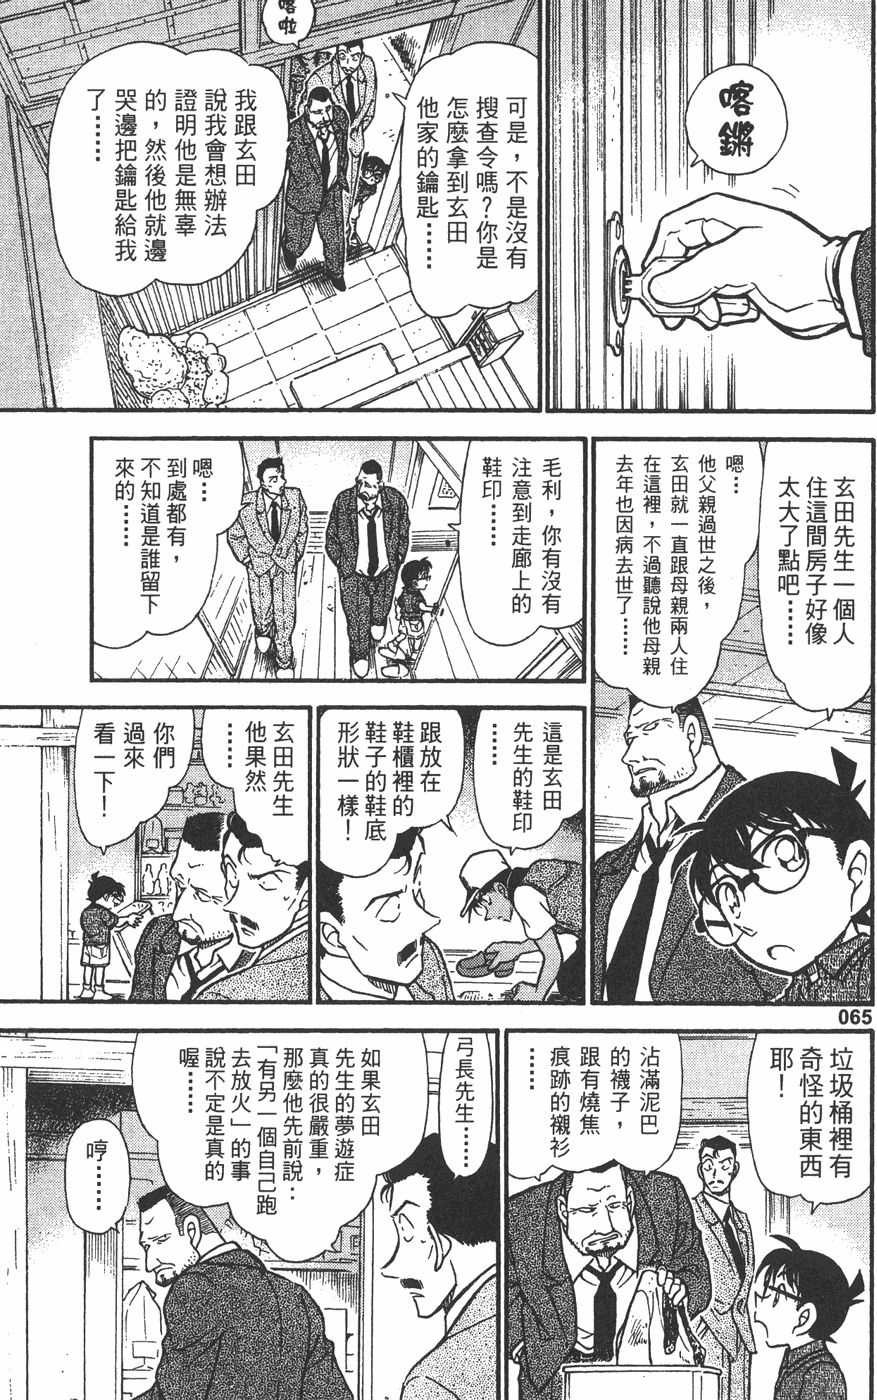 喀鏘
喀啦
可是，不是沒有
搜查令嗎？你是
怎麼拿到玄田
他家的鑰匙……
我跟玄田
說我會想辦法
證明他是無辜
的，然後他就邊
哭邊把鑰匙給我
了……
玄田先生一個人
住這間房子好像
太大了點吧……
嗯…
他父親過世之後，
玄田就一直跟母親兩人住
在這裡，不過聽說他母親
去年也因病去世了……
毛利，你有沒有
注意到走廊上的
鞋印……
嗯…
到處都有，
不知道是誰留下
來的……
這是玄田
先生的鞋印
……
跟放在
鞋櫃裡的
鞋子的鞋底
形狀一樣！
玄田先生
他果然
……
你們
過來
看一下！
065
垃圾桶裡有
奇怪的東西
耶！
沾滿泥巴
的襪子，
跟有燒焦
痕跡的襯衫
……
弓長先生……
如果玄田
先生的夢遊症
真的很嚴重，
那麼他先前說…
「有另一個自己跑
去放火」的事
說不定是真的
喔……
哼……